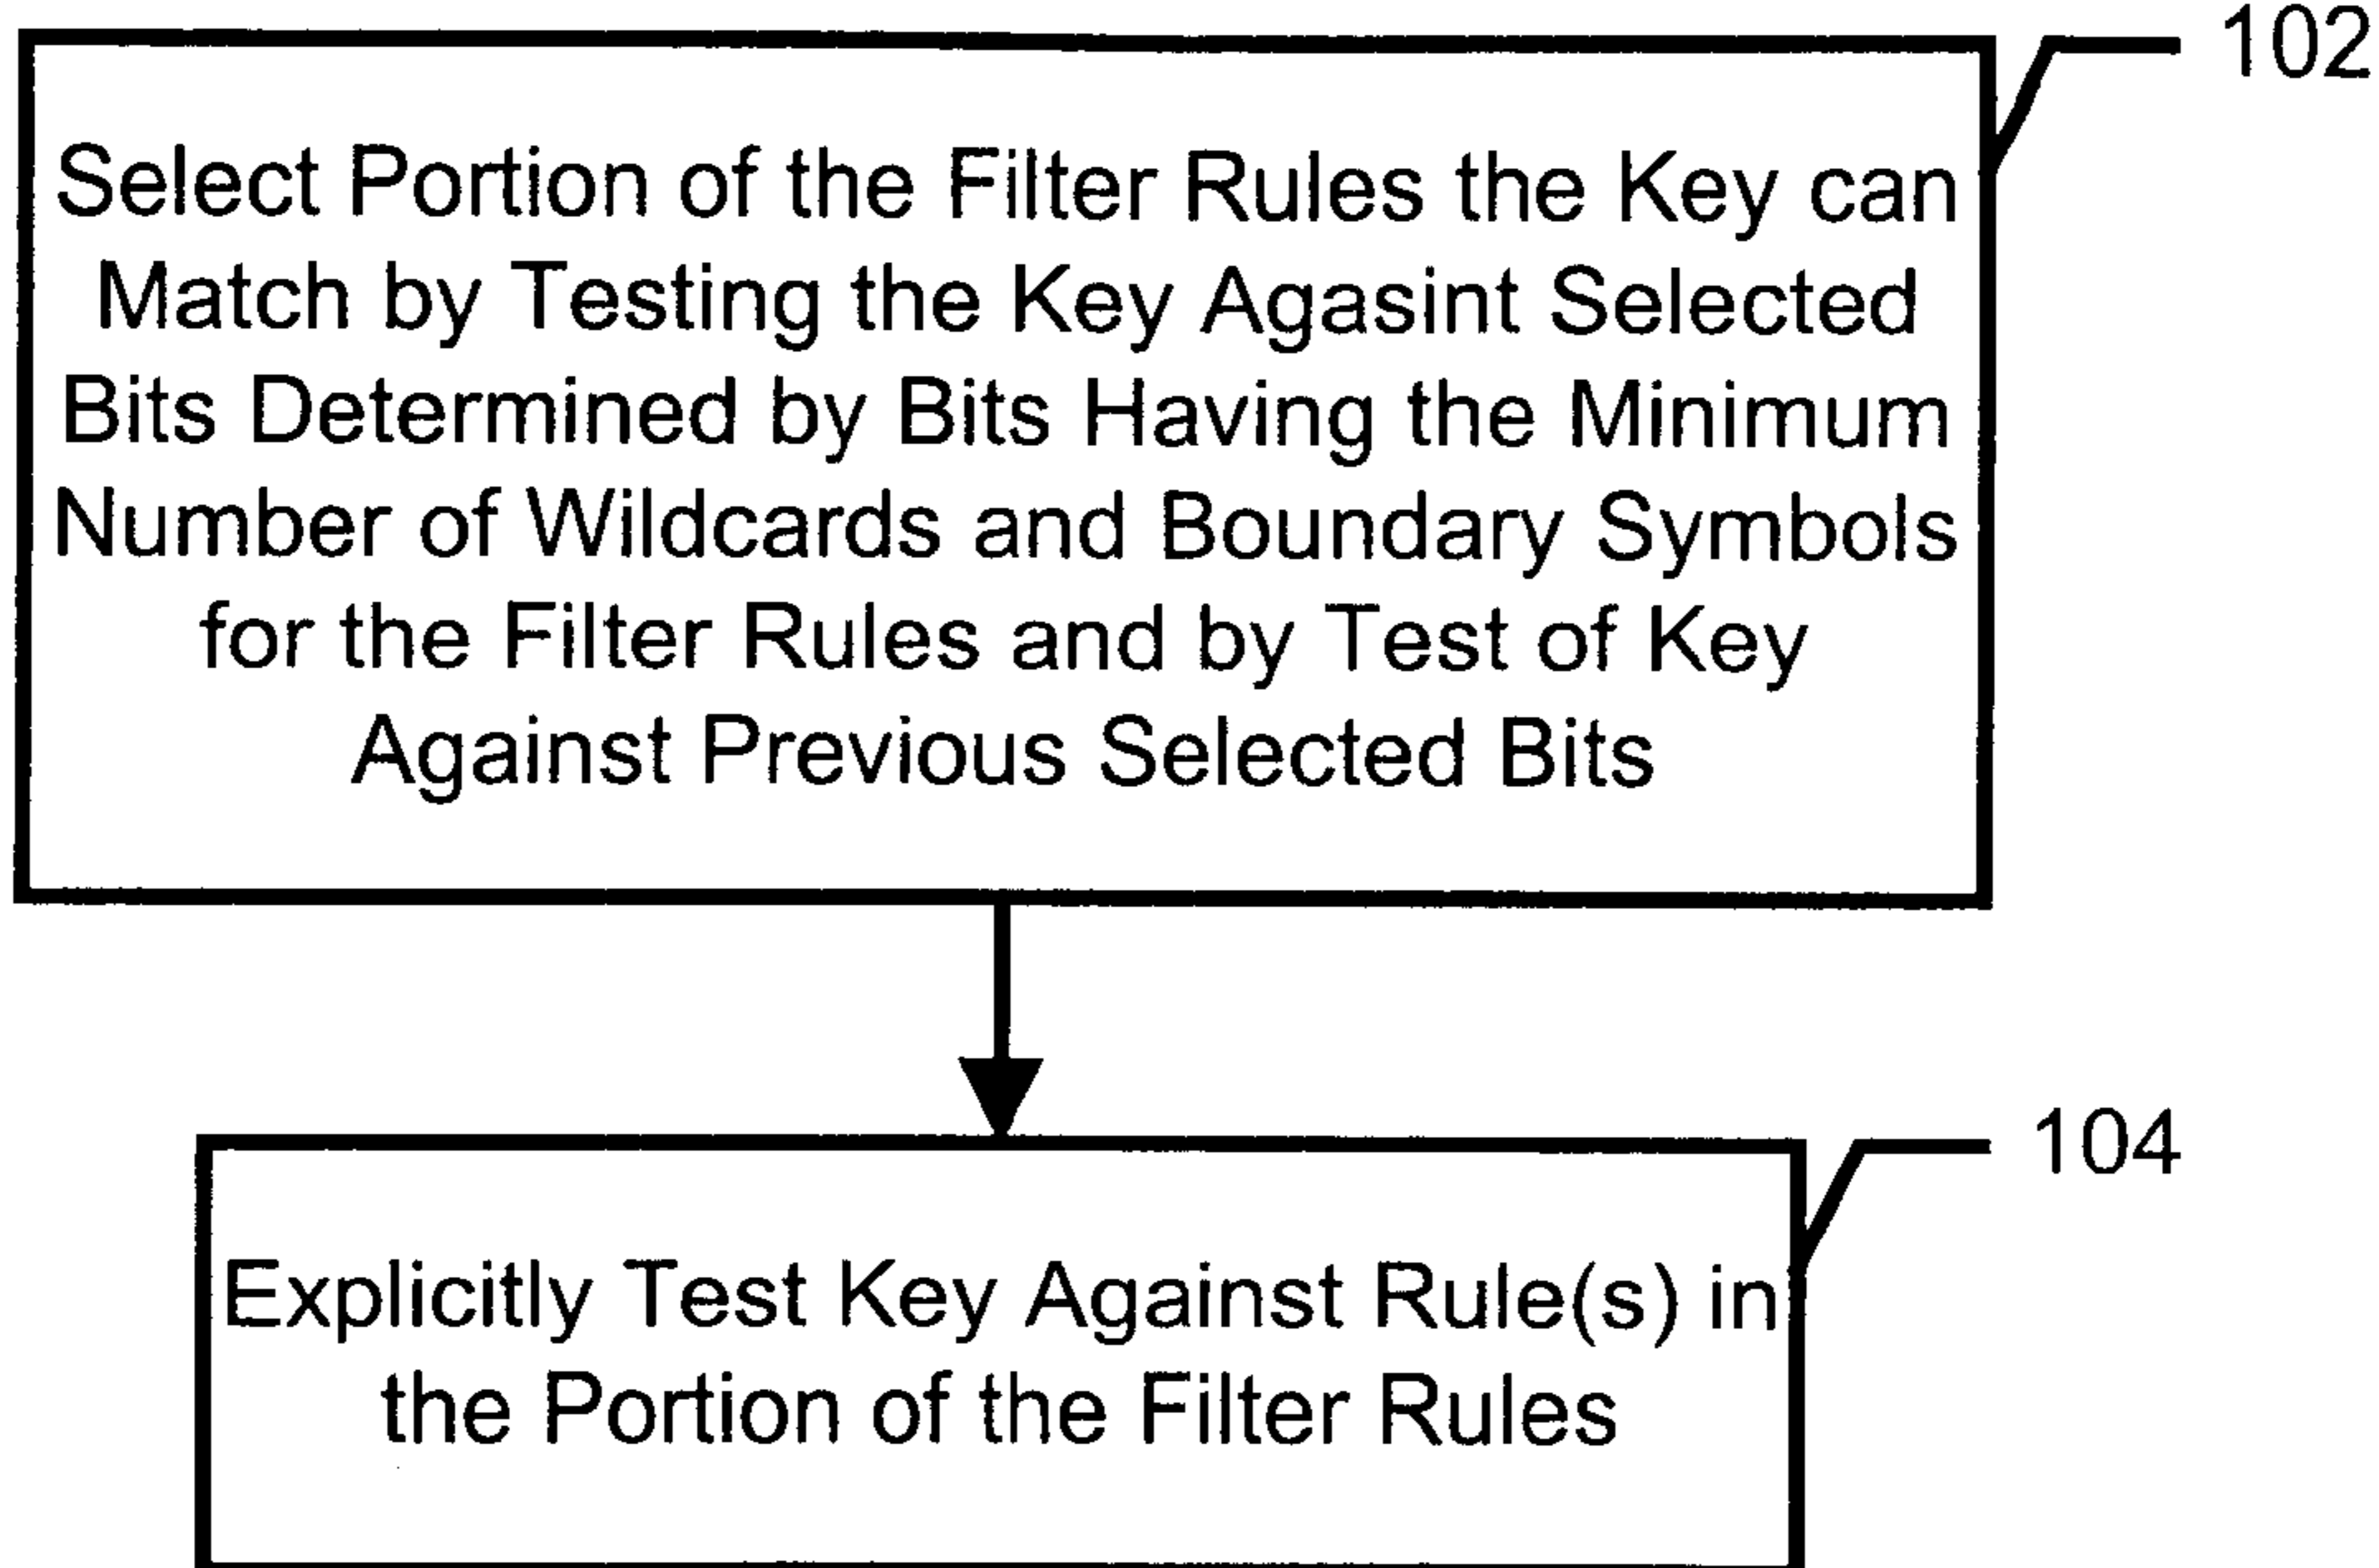 102
Select Portion of the Filter Rules the Key can
Match by Testing the Key Agasint Selected
Bits Determined by Bits Having the Minimum
Number of Wildcards and Boundary Symbols
for the Filter Rules and by Test of Key
Against Previous Selected Bits
104
Explicitly Test Key Against Rule(s) in
the Portion of the Filter Rules